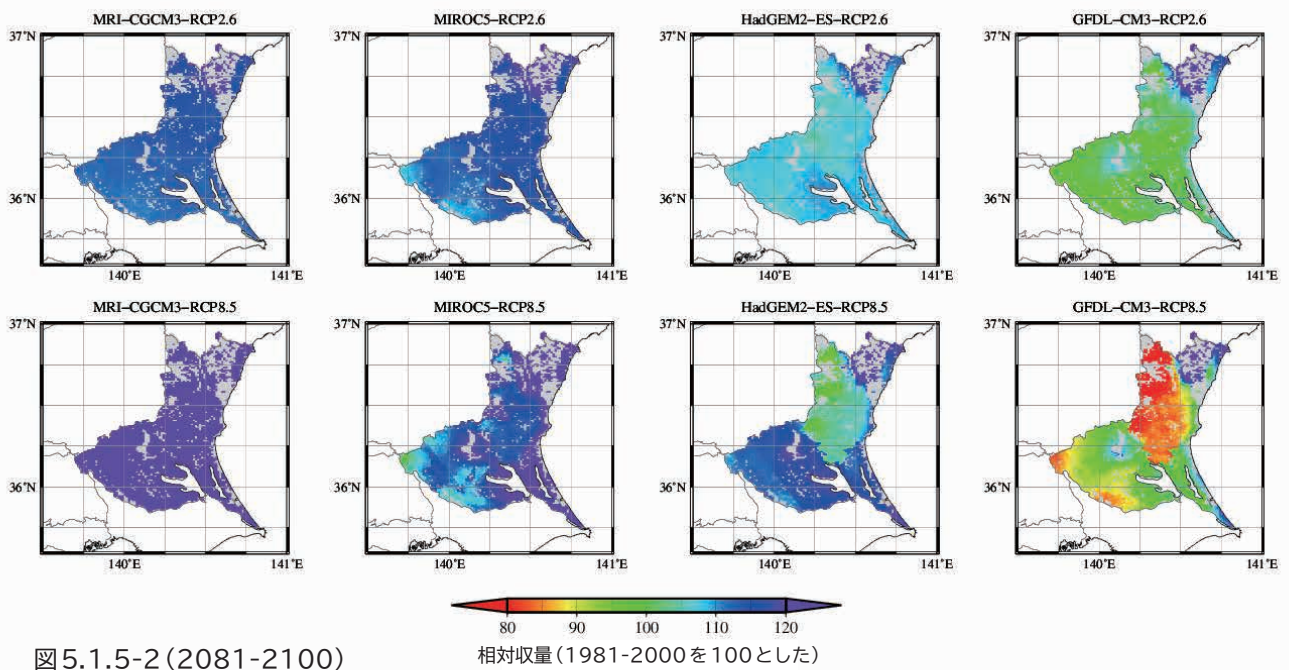 MRI-CGCM3-RCP2.6 MIROC5-RCP2.6 HadGEM2-ES-RCP2.6 GFDL-CM3-RCP2.6
37°N 37°N 37°N 37°N
36°N 36°N 36°N 36°N
140°E 141°E 140°E 141°E 140°E 141°E 140°E 141°E
MRI-CGCM3-RCP8.5 MIROC5-RCP8.5 HadGEM2-ES-RCP8.5 GFDL-CM3-RCP8.5
37°N 37°N 37°N 37°N
36°N 36°N 36°N 36°N
140°E 141°E 140°E 141°E 140°E 141°E 140°E 141°E
80 90 100 110 120
図5.1.5-2(2081-2100) 相対収量(1981-2000を100とした)